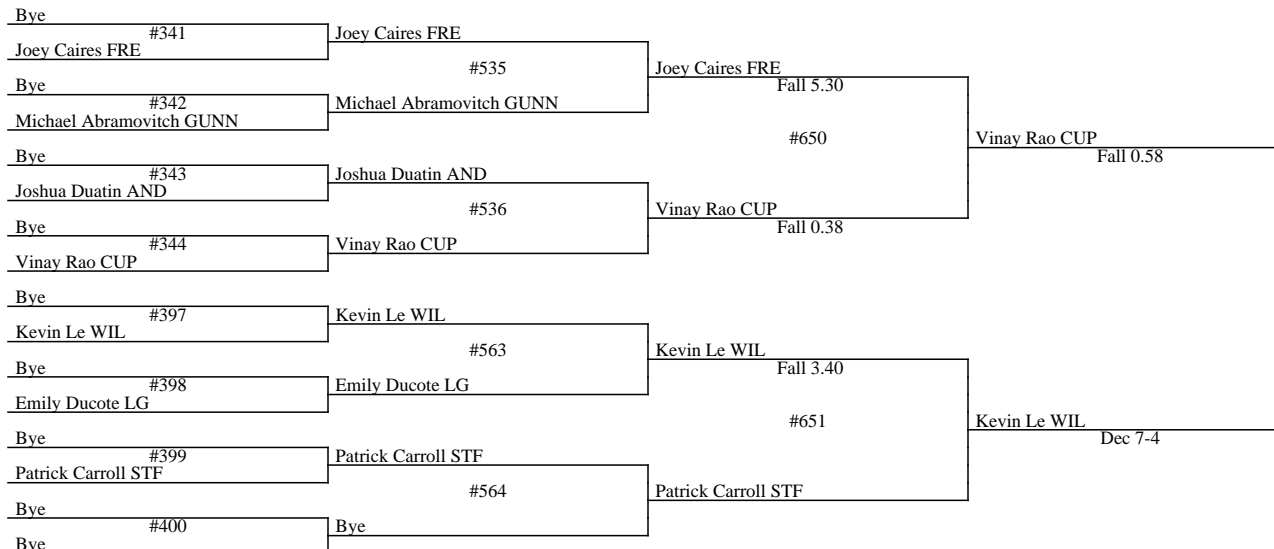 Bye
#341
Joey Caires FRE
Joey Caires FRE
#535
Joey Caires FRE
Fall 5.30
Bye
#342
Michael Abramovitch GUNN
Michael Abramovitch GUNN
#650
Vinay Rao CUP
Fall 0.58
Bye
#343
Joshua Duatin AND
Joshua Duatin AND
#536
Vinay Rao CUP
Fall 0.38
Bye
#344
Vinay Rao CUP
Vinay Rao CUP
Bye
#397
Kevin Le WIL
Kevin Le WIL
#563
Kevin Le WIL
Fall 3.40
Bye
#398
Emily Ducote LG
Emily Ducote LG
#651
Kevin Le WIL
Dec 7-4
Bye
#399
Patrick Carroll STF
Patrick Carroll STF
#564
Patrick Carroll STF
Bye
#400
Bye
Bye